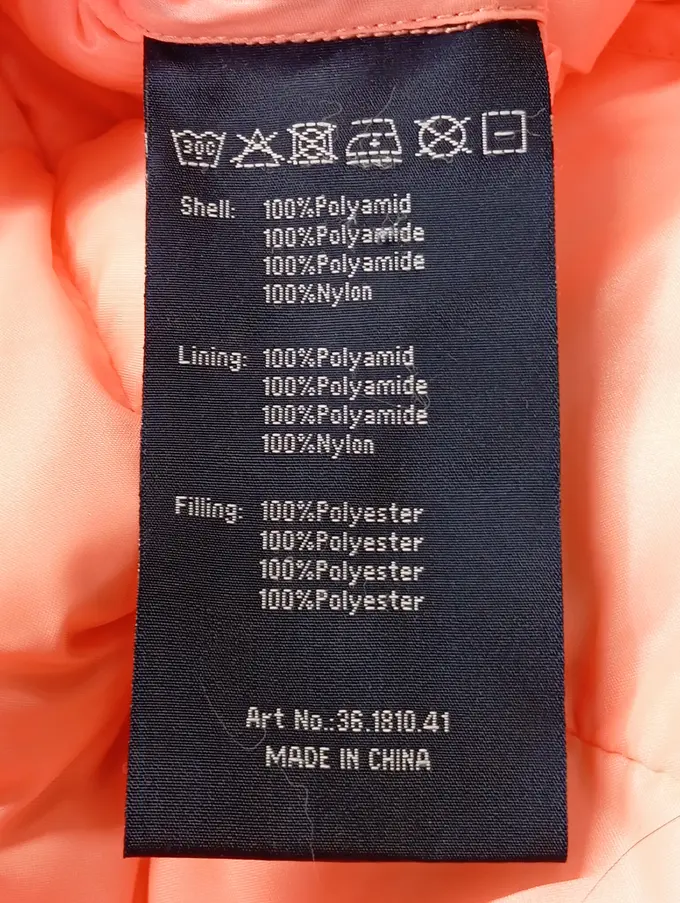 300
Shell: 100%Polyamid
100%Polyamide
100%Polyamide
100%Nylon
Lining: 100%Polyamid
100%Polyamide
100%Polyamide
100%Nylon
Filling: 100%Polyester
100%Polyester
100%Polyester
100%Polyester
Art No.:36.1810.41
MADE IN CHINA